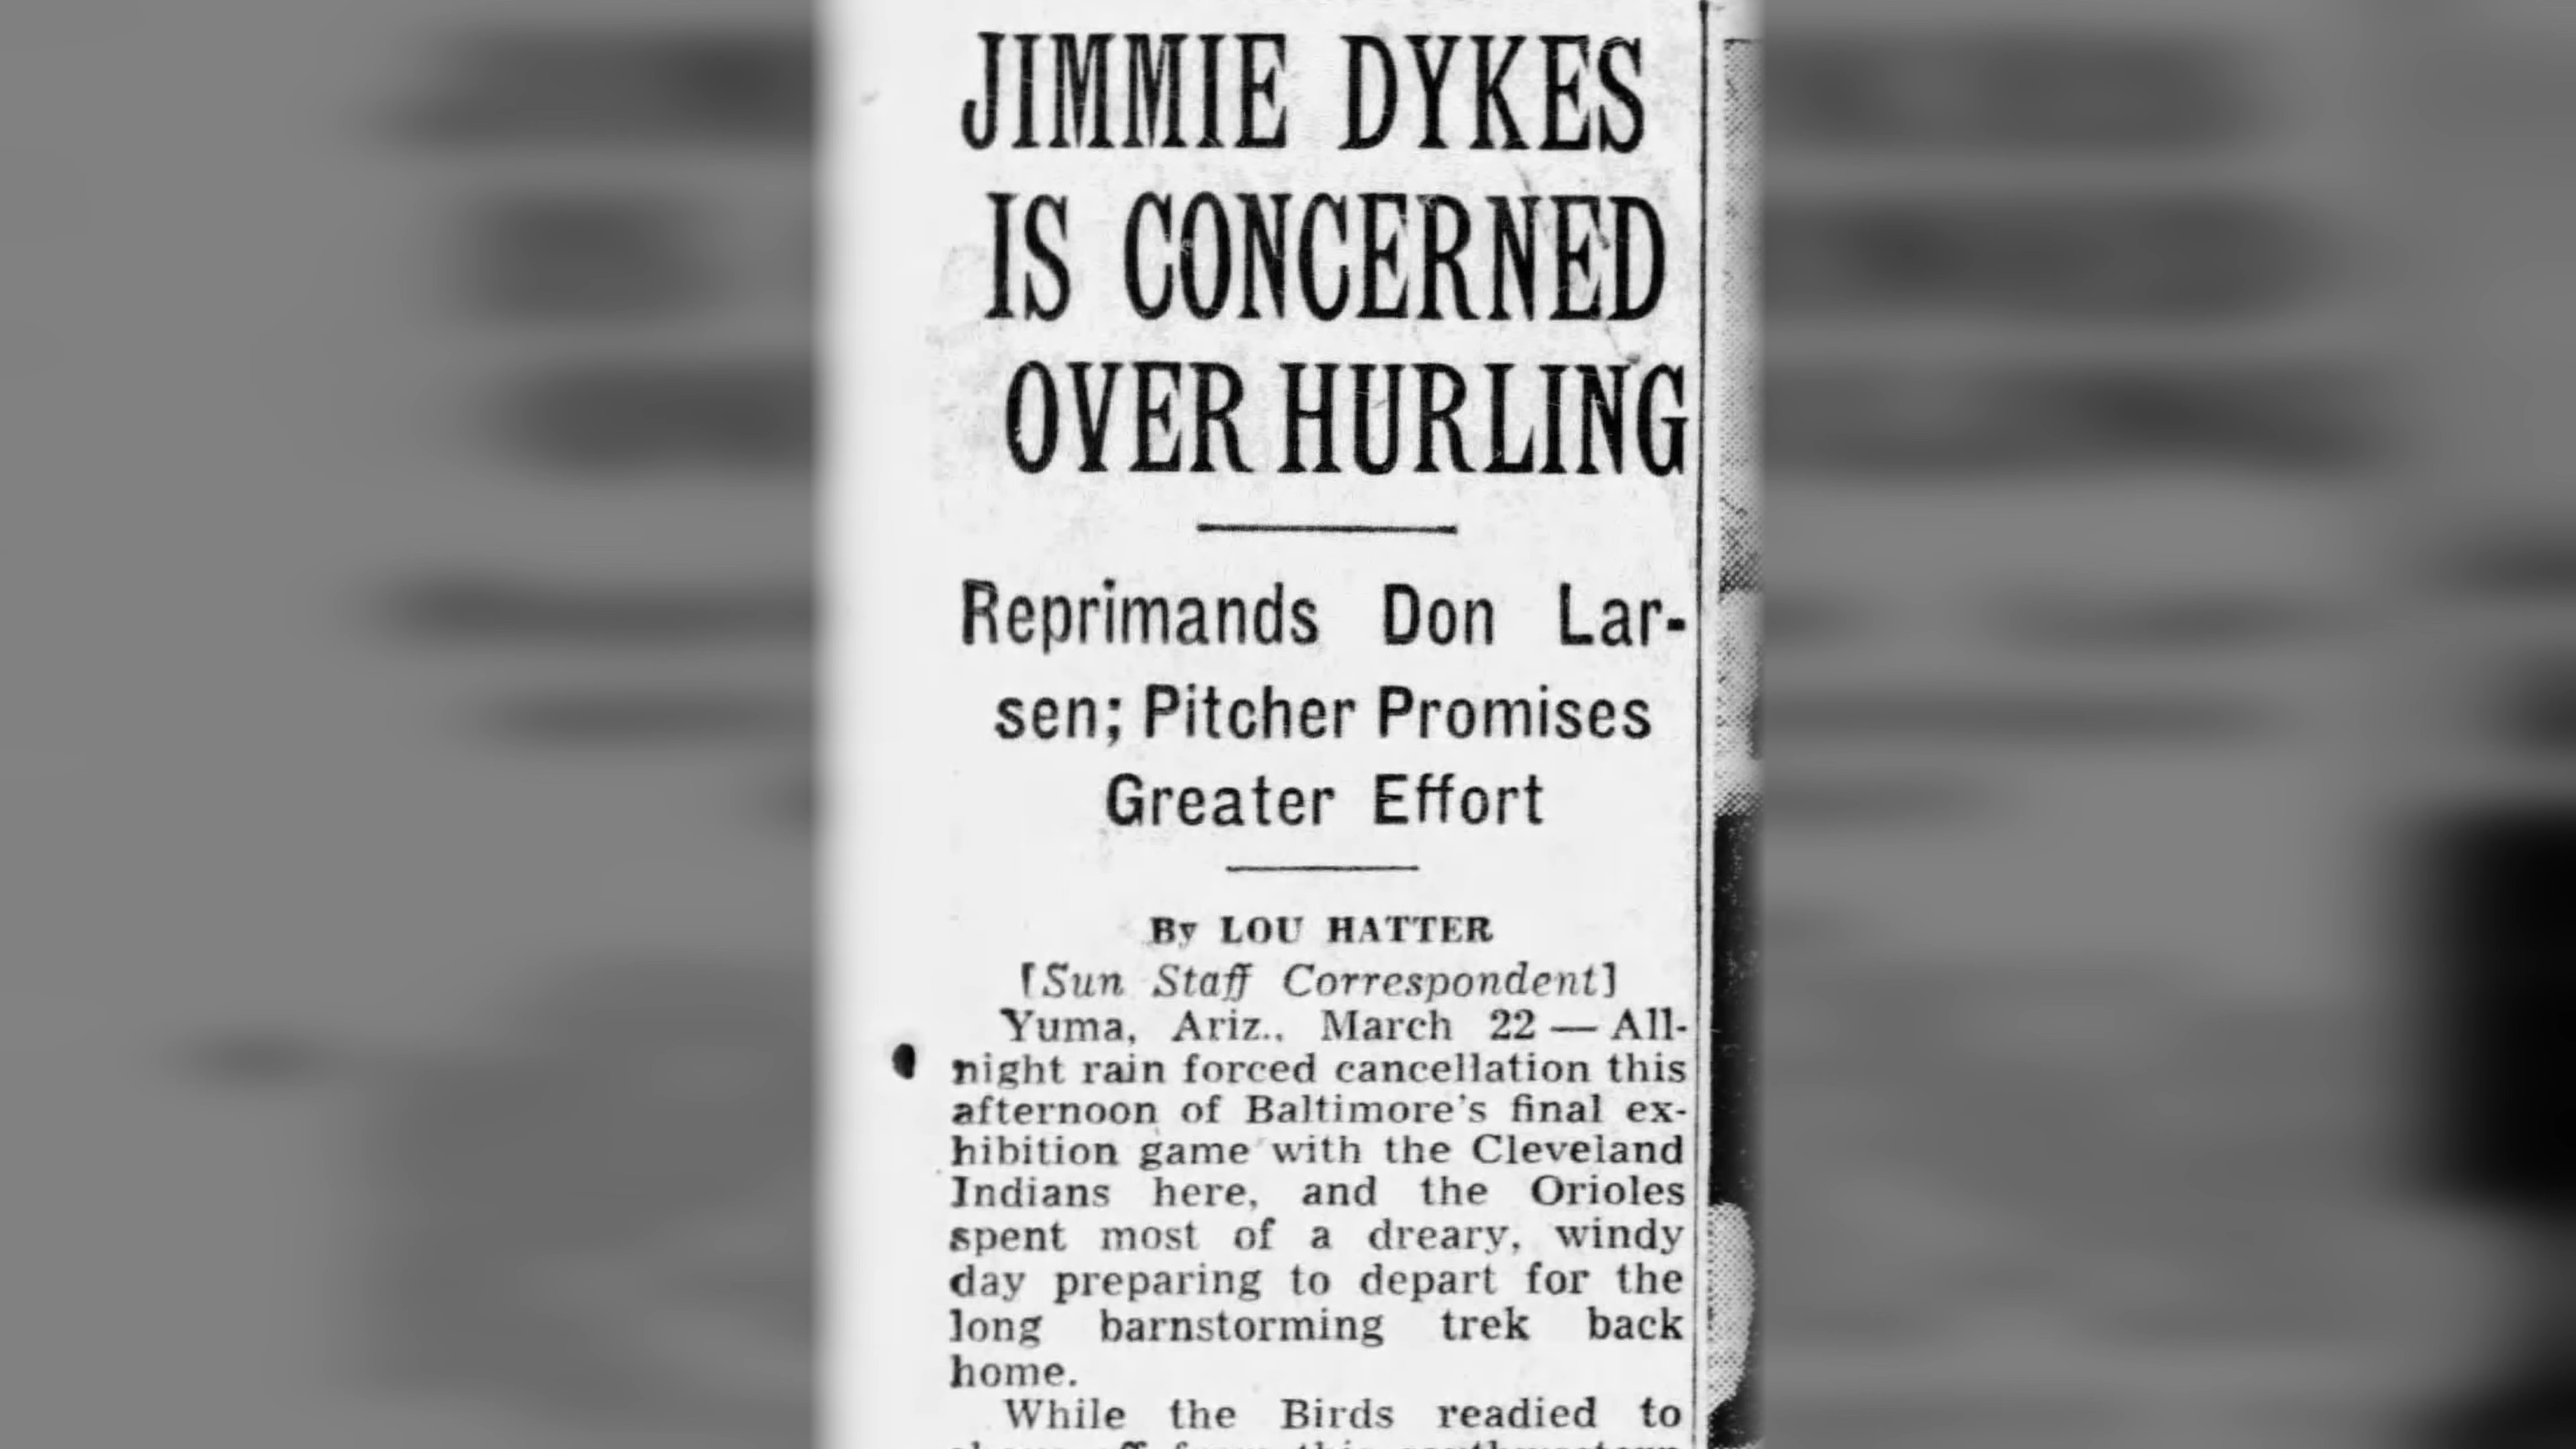 JIMMIE DYKES
IS CONCERNED
OVER HURLING
Reprimands Don Lar-
sen; Pitcher Promises
Greater Effort
By LOU HATTER
[Sun Staff Correspondent]
Yuma, Ariz., March 22 — All-
night rain forced cancellation this
afternoon of Baltimore's final ex-
hibition game with the Cleveland
Indians here, and the Orioles
spent most of a dreary, windy
day preparing to depart for the
long barnstorming trek back
home.
While the Birds readied to